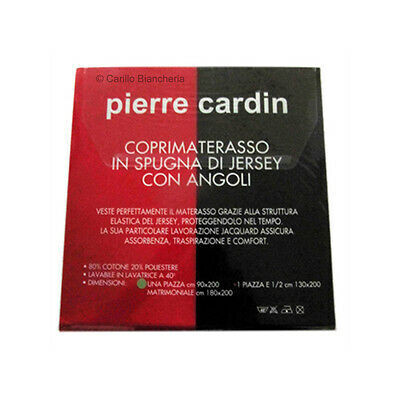 © Carillo Biancheria
pierre cardin
COPRIMATERASSO
IN SPUGNA DI JERSEY
CON ANGOLI
VESTE PERFETTAMENTE IL MATERASSO GRAZIE ALLA STRUTTURA
ELASTICA DEL JERSEY, PROTEGGENDOLO NEL TEMPO.
LA SUA PARTICOLARE LAVORAZIONE JACQUARD ASSICURA
ASSORBENZA, TRASPIRAZIONE E COMFORT.
• 80% COTONE 20% POLIESTERE
• LAVABILE IN LAVATRICE A 40°
• DIMENSIONI: UNA PIAZZA cm 90x200 1 PIAZZA E 1/2 cm 130x200
MATRIMONIALE cm 180x200